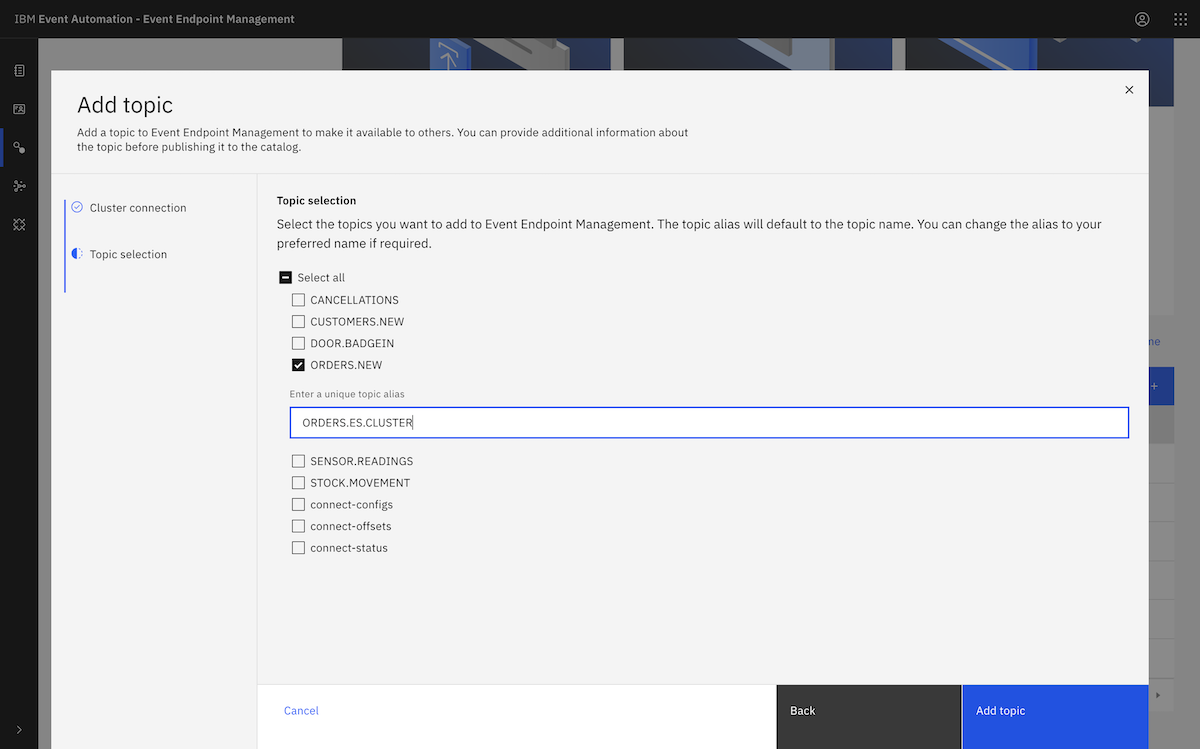 IBM Event Automation - Event Endpoint Management
Add topic
Add a topic to Event Endpoint Management to make it available to others. You can provide additional information about
the topic before publishing it to the catalog.
Cluster connection
Topic selection
Topic selection
Select the topics you want to add to Event Endpoint Management. The topic alias will default to the topic name. You can change the alias to your
preferred name if required.
Select all
CANCELLATIONS
CUSTOMERS.NEW
DOOR.BADGEIN
ORDERS.NEW
Enter a unique topic alias
ORDERS.ES.CLUSTER
SENSOR.READINGS
STOCK.MOVEMENT
connect-configs
connect-offsets
connect-status
Cancel
Back
Add topic